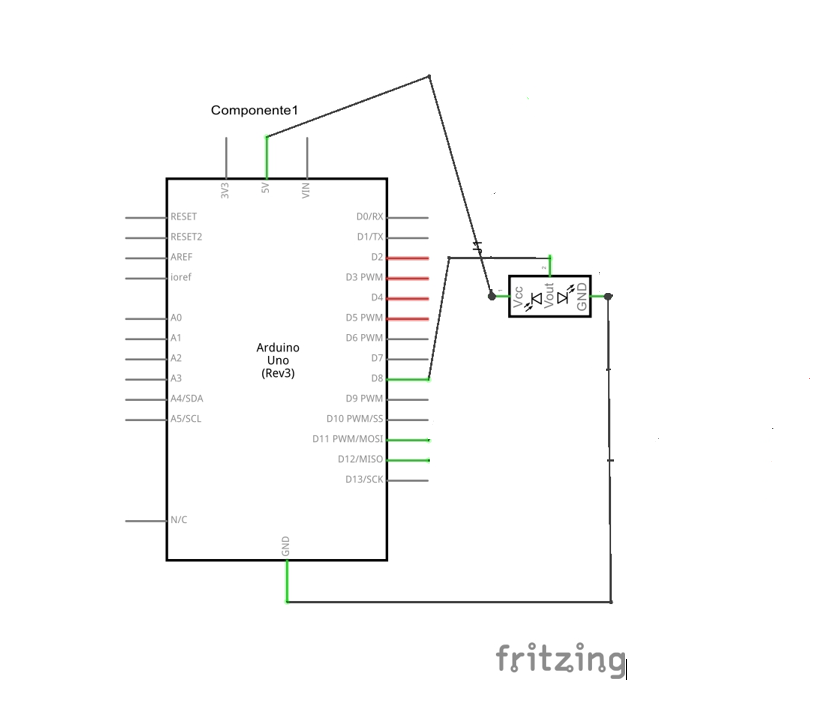 Componente1
3V3
5V
VIN
RESET
RESET2
AREF
ioref
A0
A1
A2
A3
A4/SDA
A5/SCL
N/C
Arduino
Uno
(Rev3)
D0/RX
D1/TX
D2
D3 PWM
D4
D5 PWM
D6 PWM
D7
D8
D9 PWM
D10 PWM/SS
D11 PWM/MOSI
D12/MISO
D13/SCK
GND
1
Vcc
2
Vout
GND
fritzing